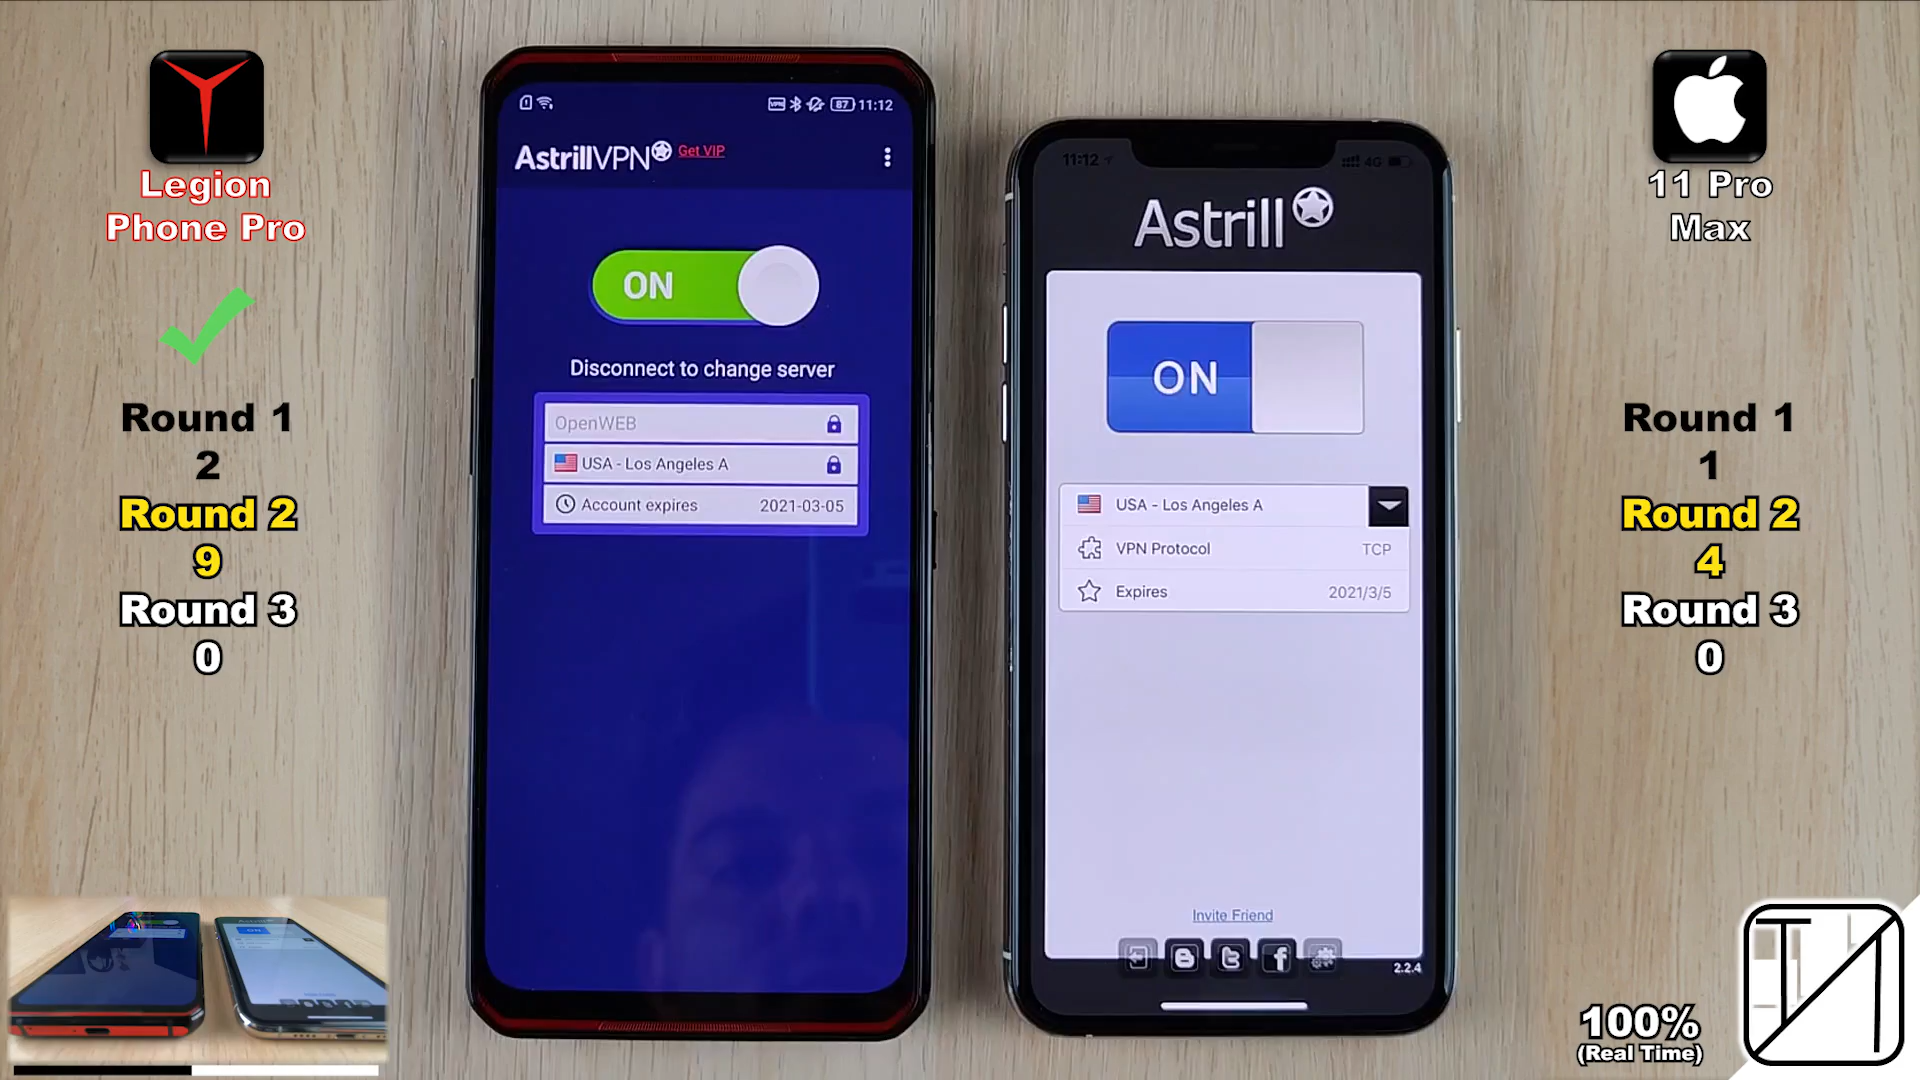 Legion
Phone Pro
Round 1
2
Round 2
9
Round 3
0
VPN
87
11:12
AstrillVPN
Get VIP
ON
Disconnect to change server
OpenWEB
USA - Los Angeles A
Account expires
2021-03-05
11:12
4G
Astrill
ON
USA - Los Angeles A
VPN Protocol
TCP
Expires
2021/3/5
Invite Friend
2.2.4
11 Pro
Max
Round 1
1
Round 2
4
Round 3
0
100%
(Real Time)